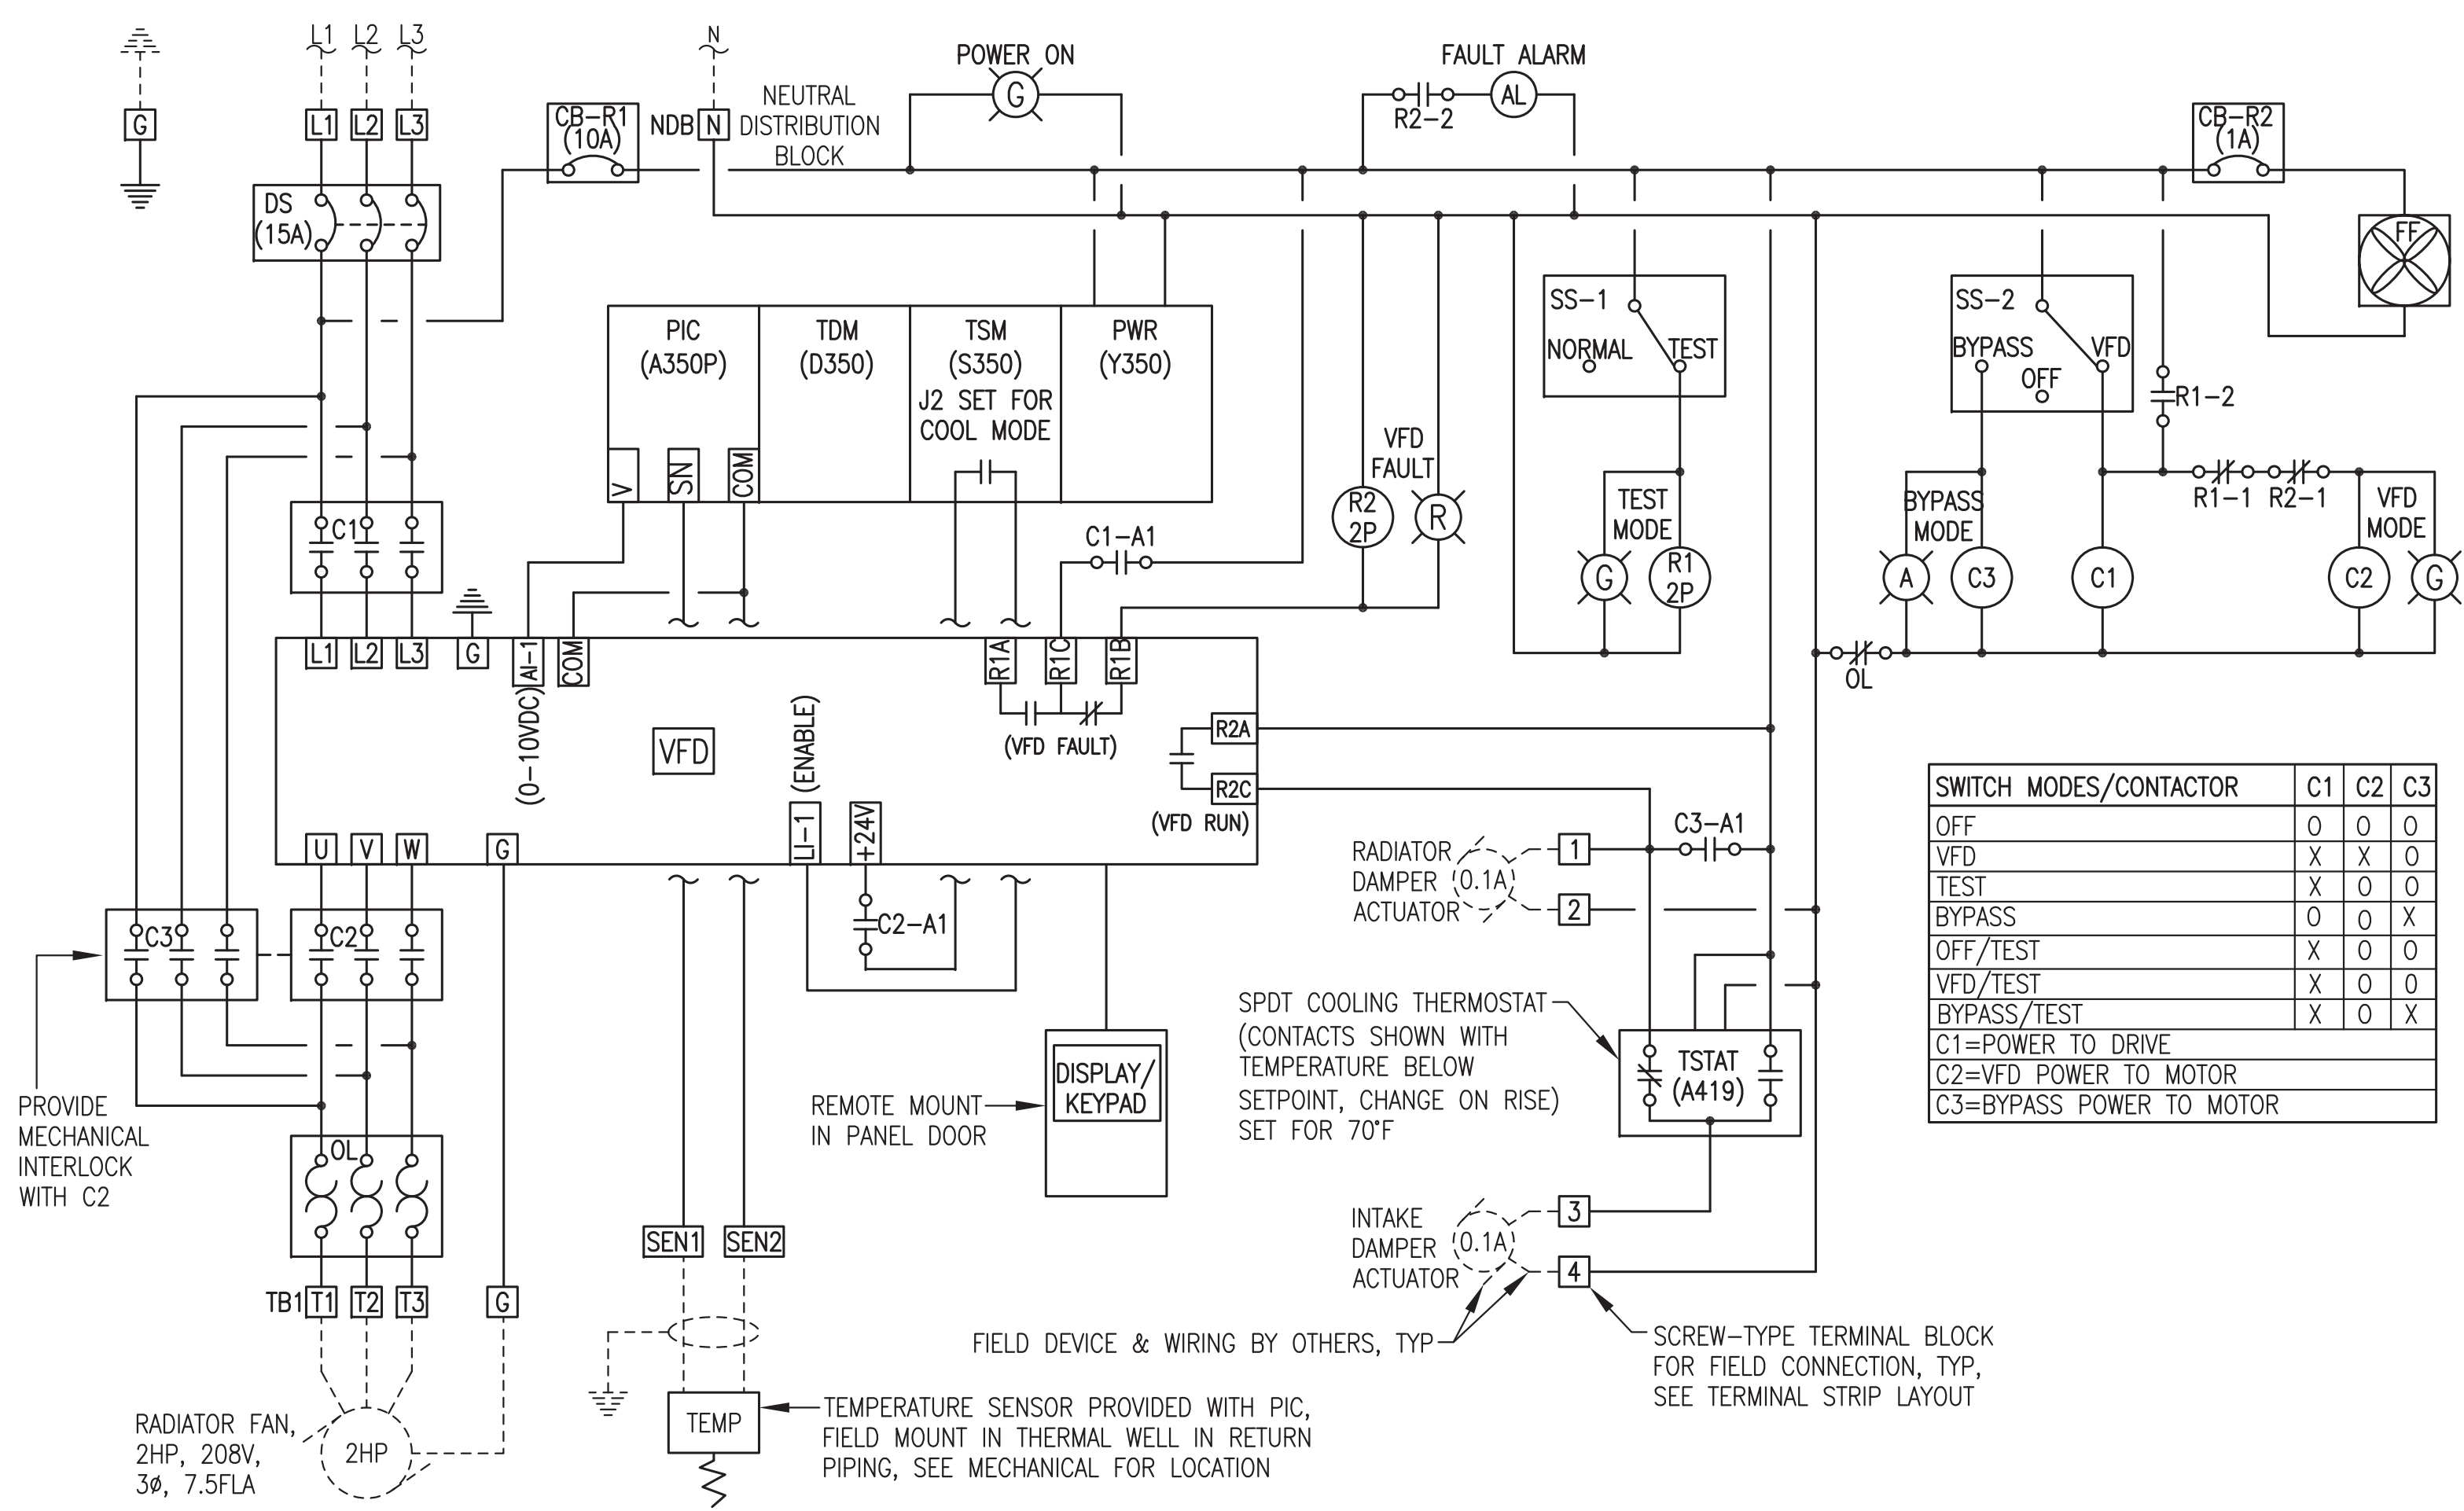 L1 L2 L3
N
G
L1 L2 L3
DS
(15A)
CB-R1
(10A)
NDB N
NEUTRAL
DISTRIBUTION
BLOCK
POWER ON
G
FAULT ALARM
R2-2
AL
CB-R2
(1A)
FF
PIC
(A350P)
V
SN
COM
TDM
(D350)
TSM
(S350)
J2 SET FOR
COOL MODE
PWR
(Y350)
C1-A1
VFD
FAULT
R2
2P
R
SS-1
NORMAL
TEST
TEST
MODE
G
R1
2P
SS-2
BYPASS
OFF
VFD
R1-2
R1-1
R2-1
BYPASS
MODE
A
C3
C1
VFD
MODE
C2
G
OL
C1
L1 L2 L3
G
AI-1
(0-10VDC)
COM
R1A
R1C
R1B
(VFD FAULT)
VFD
(ENABLE)
LI-1
+24V
R2A
R2C
(VFD RUN)
U V W
G
C3
C2
C2-A1
PROVIDE
MECHANICAL
INTERLOCK
WITH C2
OL
TB1 T1 T2 T3
G
RADIATOR FAN,
2HP, 208V,
3ø, 7.5FLA
2HP
SEN1
SEN2
TEMP
TEMPERATURE SENSOR PROVIDED WITH PIC,
FIELD MOUNT IN THERMAL WELL IN RETURN
PIPING, SEE MECHANICAL FOR LOCATION
REMOTE MOUNT
IN PANEL DOOR
DISPLAY/
KEYPAD
RADIATOR
DAMPER
ACTUATOR
0.1A
1
2
C3-A1
SPDT COOLING THERMOSTAT
(CONTACTS SHOWN WITH
TEMPERATURE BELOW
SETPOINT, CHANGE ON RISE)
SET FOR 70°F
TSTAT
(A419)
INTAKE
DAMPER
ACTUATOR
0.1A
3
4
FIELD DEVICE & WIRING BY OTHERS, TYP
SCREW-TYPE TERMINAL BLOCK
FOR FIELD CONNECTION, TYP,
SEE TERMINAL STRIP LAYOUT
SWITCH MODES/CONTACTOR C1 C2 C3
OFF O O O
VFD X X O
TEST X O O
BYPASS O O X
OFF/TEST X O O
VFD/TEST X O O
BYPASS/TEST X O X
C1=POWER TO DRIVE
C2=VFD POWER TO MOTOR
C3=BYPASS POWER TO MOTOR